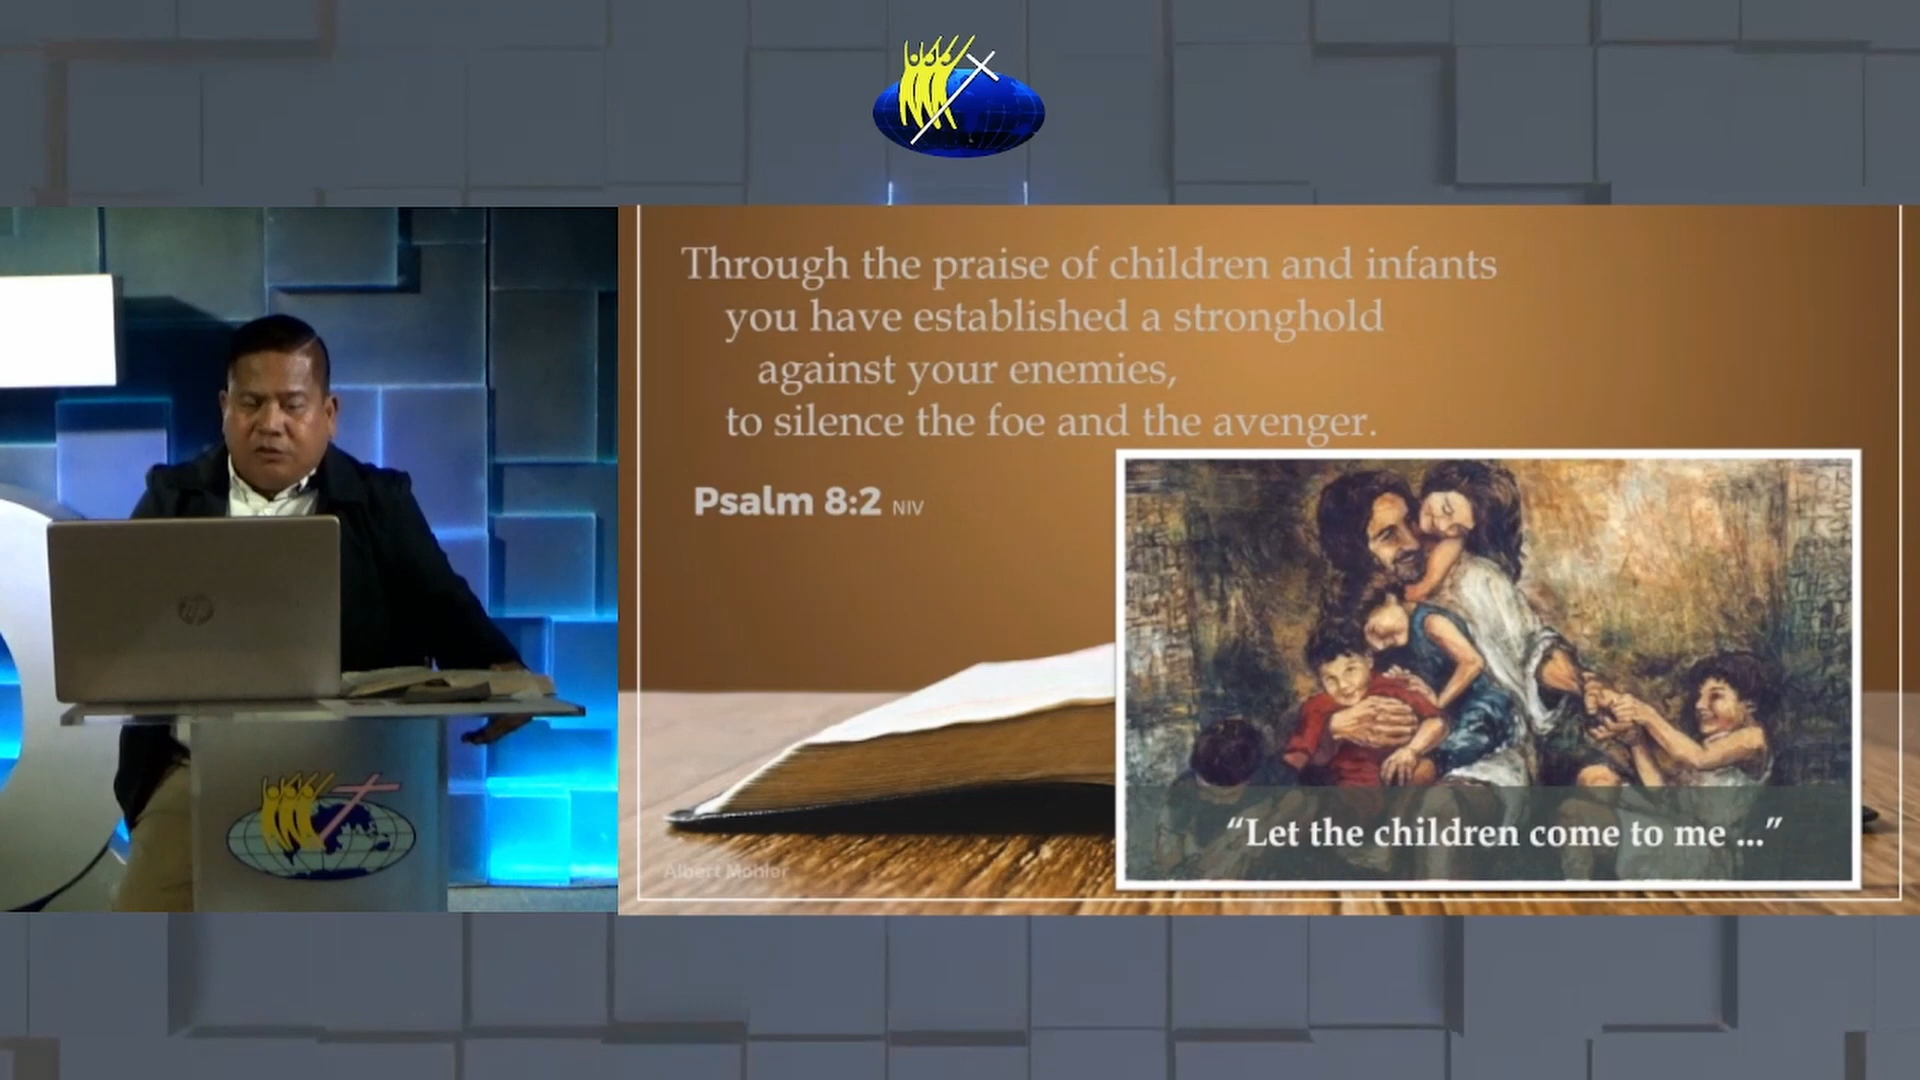 Through the praise of children and infants
you have established a stronghold
against your enemies,
to silence the foe and the avenger.
Psalm 8:2 NIV
"Let the children come to me ..."
Albert Mohler
hp